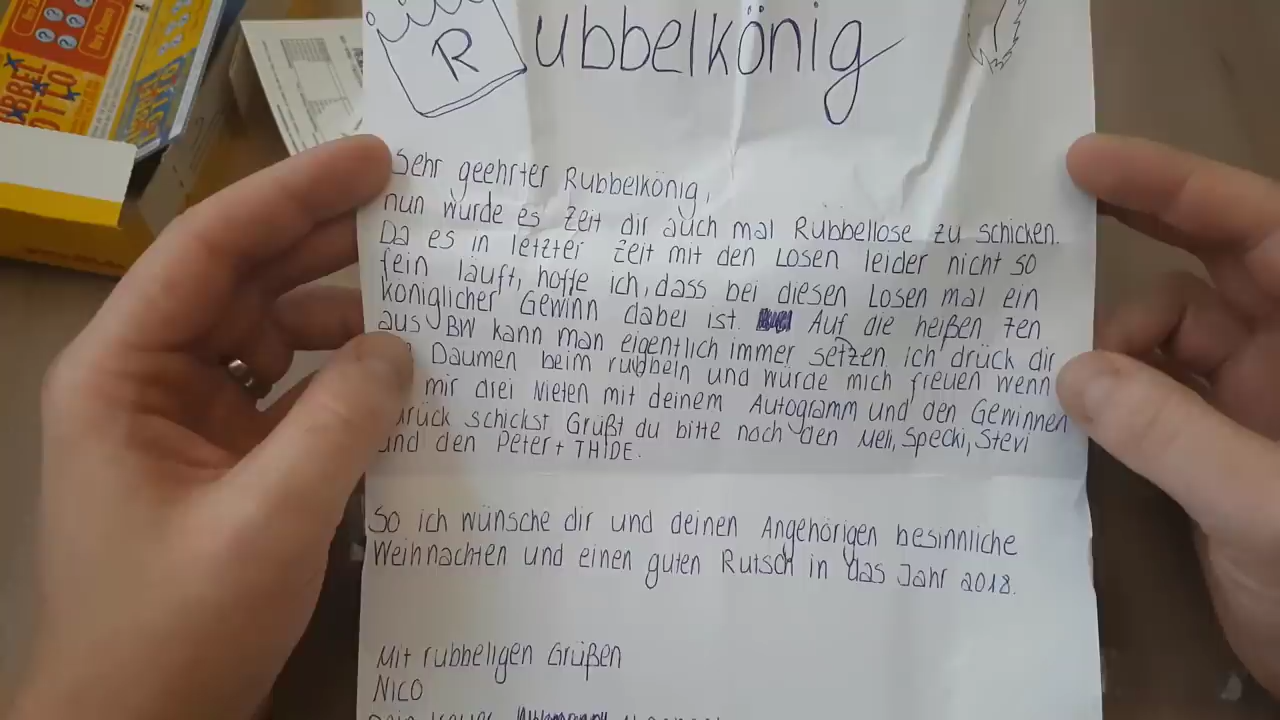 Rubbelkönig
Sehr geehrter Rubbelkönig,
nun würde es zeit dir auch mal Rubbellose zu schicken.
Da es in letzter zeit mit den Losen leider nicht so
fein läuft, hoffe ich, dass bei diesen Losen mal ein
königlicher Gewinn dabei ist. Auf die heißen 7en
aus BW kann man eigentlich immer setzen. ich drück dir
Daumen beim rubbeln und würde mich freuen wenn
mir drei Nieten mit deinem Autogramm und den Gewinnen
urück schickst Grüßt du bitte noch den Meli, Specki, Stevi
und den Peter + THIDE.
So ich wünsche dir und deinen Angehörigen besinnliche
Weihnachten und einen guten Rutsch in das Jahr 2018.
Mit rubbeligen Grüßen
NICO